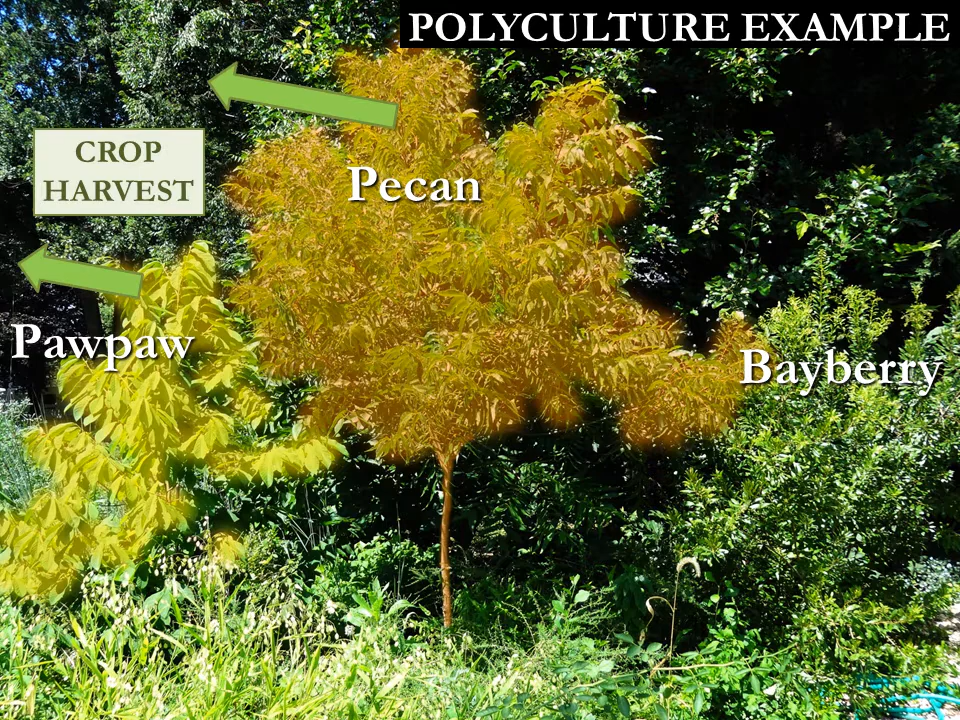 POLYCULTURE EXAMPLE
CROP
HARVEST
Pecan
Pawpaw
Bayberry